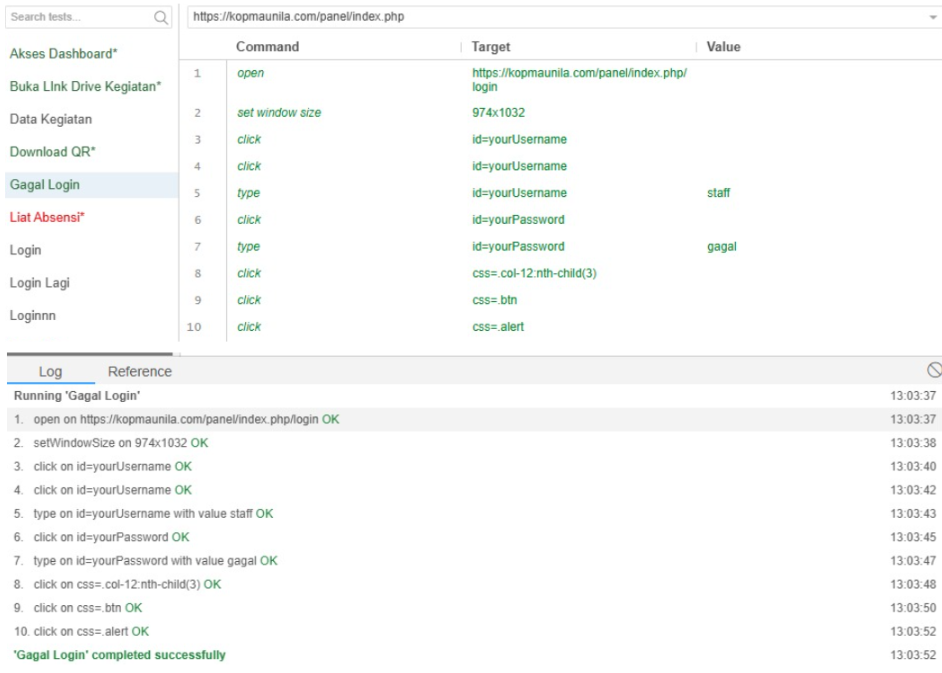 Search tests...
https://kopmaunila.com/panel/index.php
Akses Dashboard*
Buka LInk Drive Kegiatan*
Data Kegiatan
Download QR*
Gagal Login
Liat Absensi*
Login
Login Lagi
Loginnn
Command Target Value
1 open https://kopmaunila.com/panel/index.php/
login
2 set window size 974x1032
3 click id=yourUsername
4 click id=yourUsername
5 type id=yourUsername staff
6 click id=yourPassword
7 type id=yourPassword gagal
8 click css=.col-12:nth-child(3)
9 click css=.btn
10 click css=.alert
Log Reference
Running 'Gagal Login' 13:03:37
1. open on https://kopmaunila.com/panel/index.php/login OK 13:03:37
2. setWindowSize on 974x1032 OK 13:03:38
3. click on id=yourUsername OK 13:03:40
4. click on id=yourUsername OK 13:03:42
5. type on id=yourUsername with value staff OK 13:03:43
6. click on id=yourPassword OK 13:03:45
7. type on id=yourPassword with value gagal OK 13:03:47
8. click on css=.col-12:nth-child(3) OK 13:03:48
9. click on css=.btn OK 13:03:50
10. click on css=.alert OK 13:03:52
'Gagal Login' completed successfully 13:03:52